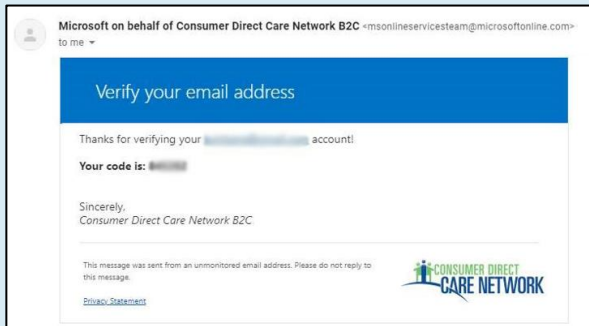 Microsoft on behalf of Consumer Direct Care Network B2C <msonlineservicesteam@microsoftonline.com>
to me
Verify your email address
Thanks for verifying your account!
Your code is:
Sincerely,
Consumer Direct Care Network B2C
This message was sent from an unmonitored email address. Please do not reply to
this message.
Privacy Statement
CONSUMER DIRECT
CARE NETWORK